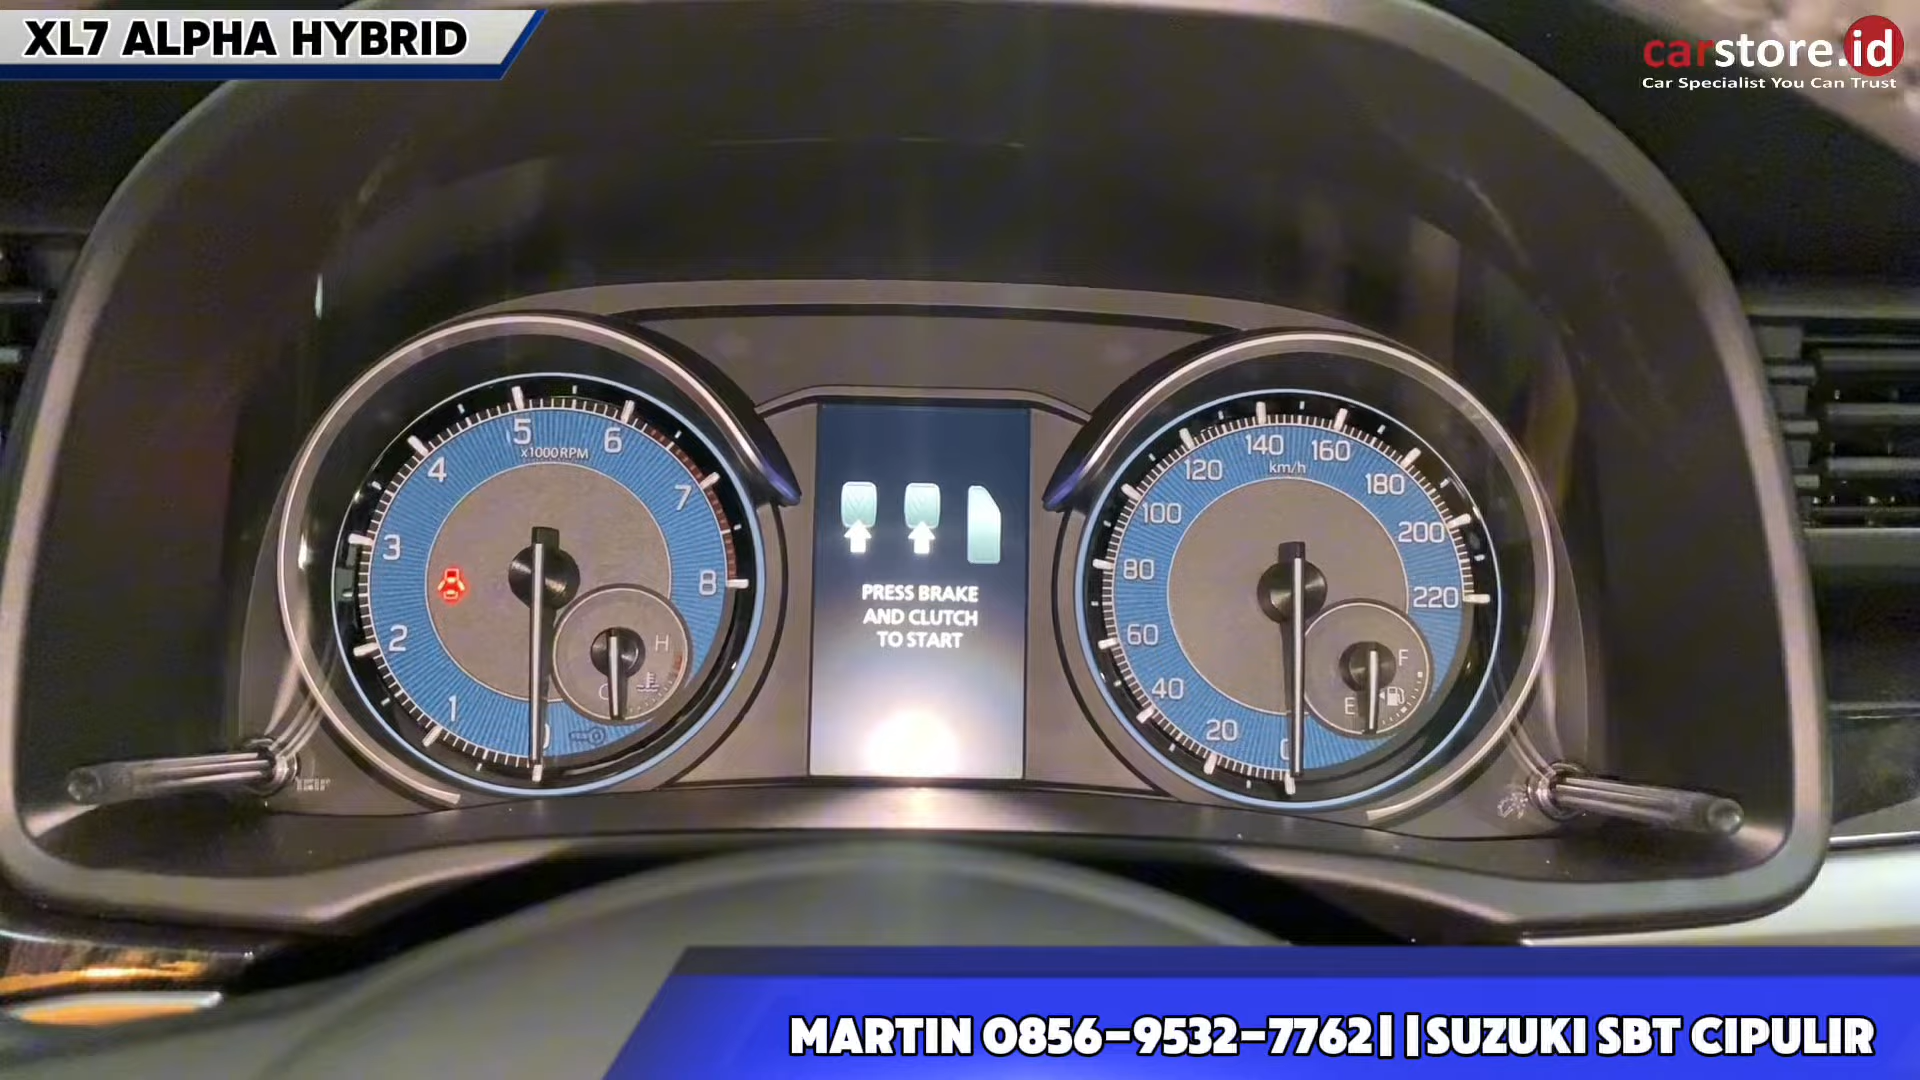 XL7 ALPHA HYBRID
carstore.id
Car Specialist You Can Trust
5
6
x1000RPM
4
7
3
8
2
H
1
0
PRESS BRAKE
AND CLUTCH
TO START
140
160
km/h
120
180
100
200
80
220
60
F
40
E
20
0
MARTIN 0856-9532-7762||SUZUKI SBT CIPULIR